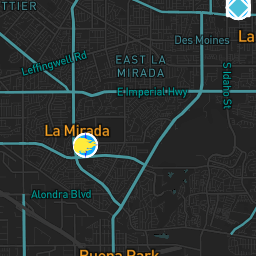 TTIER
Des Moines
La
Leffingwell Rd
EAST LA
MIRADA
E Imperial Hwy
S Idaho St
La Mirada
Alondra Blvd
Buena Park